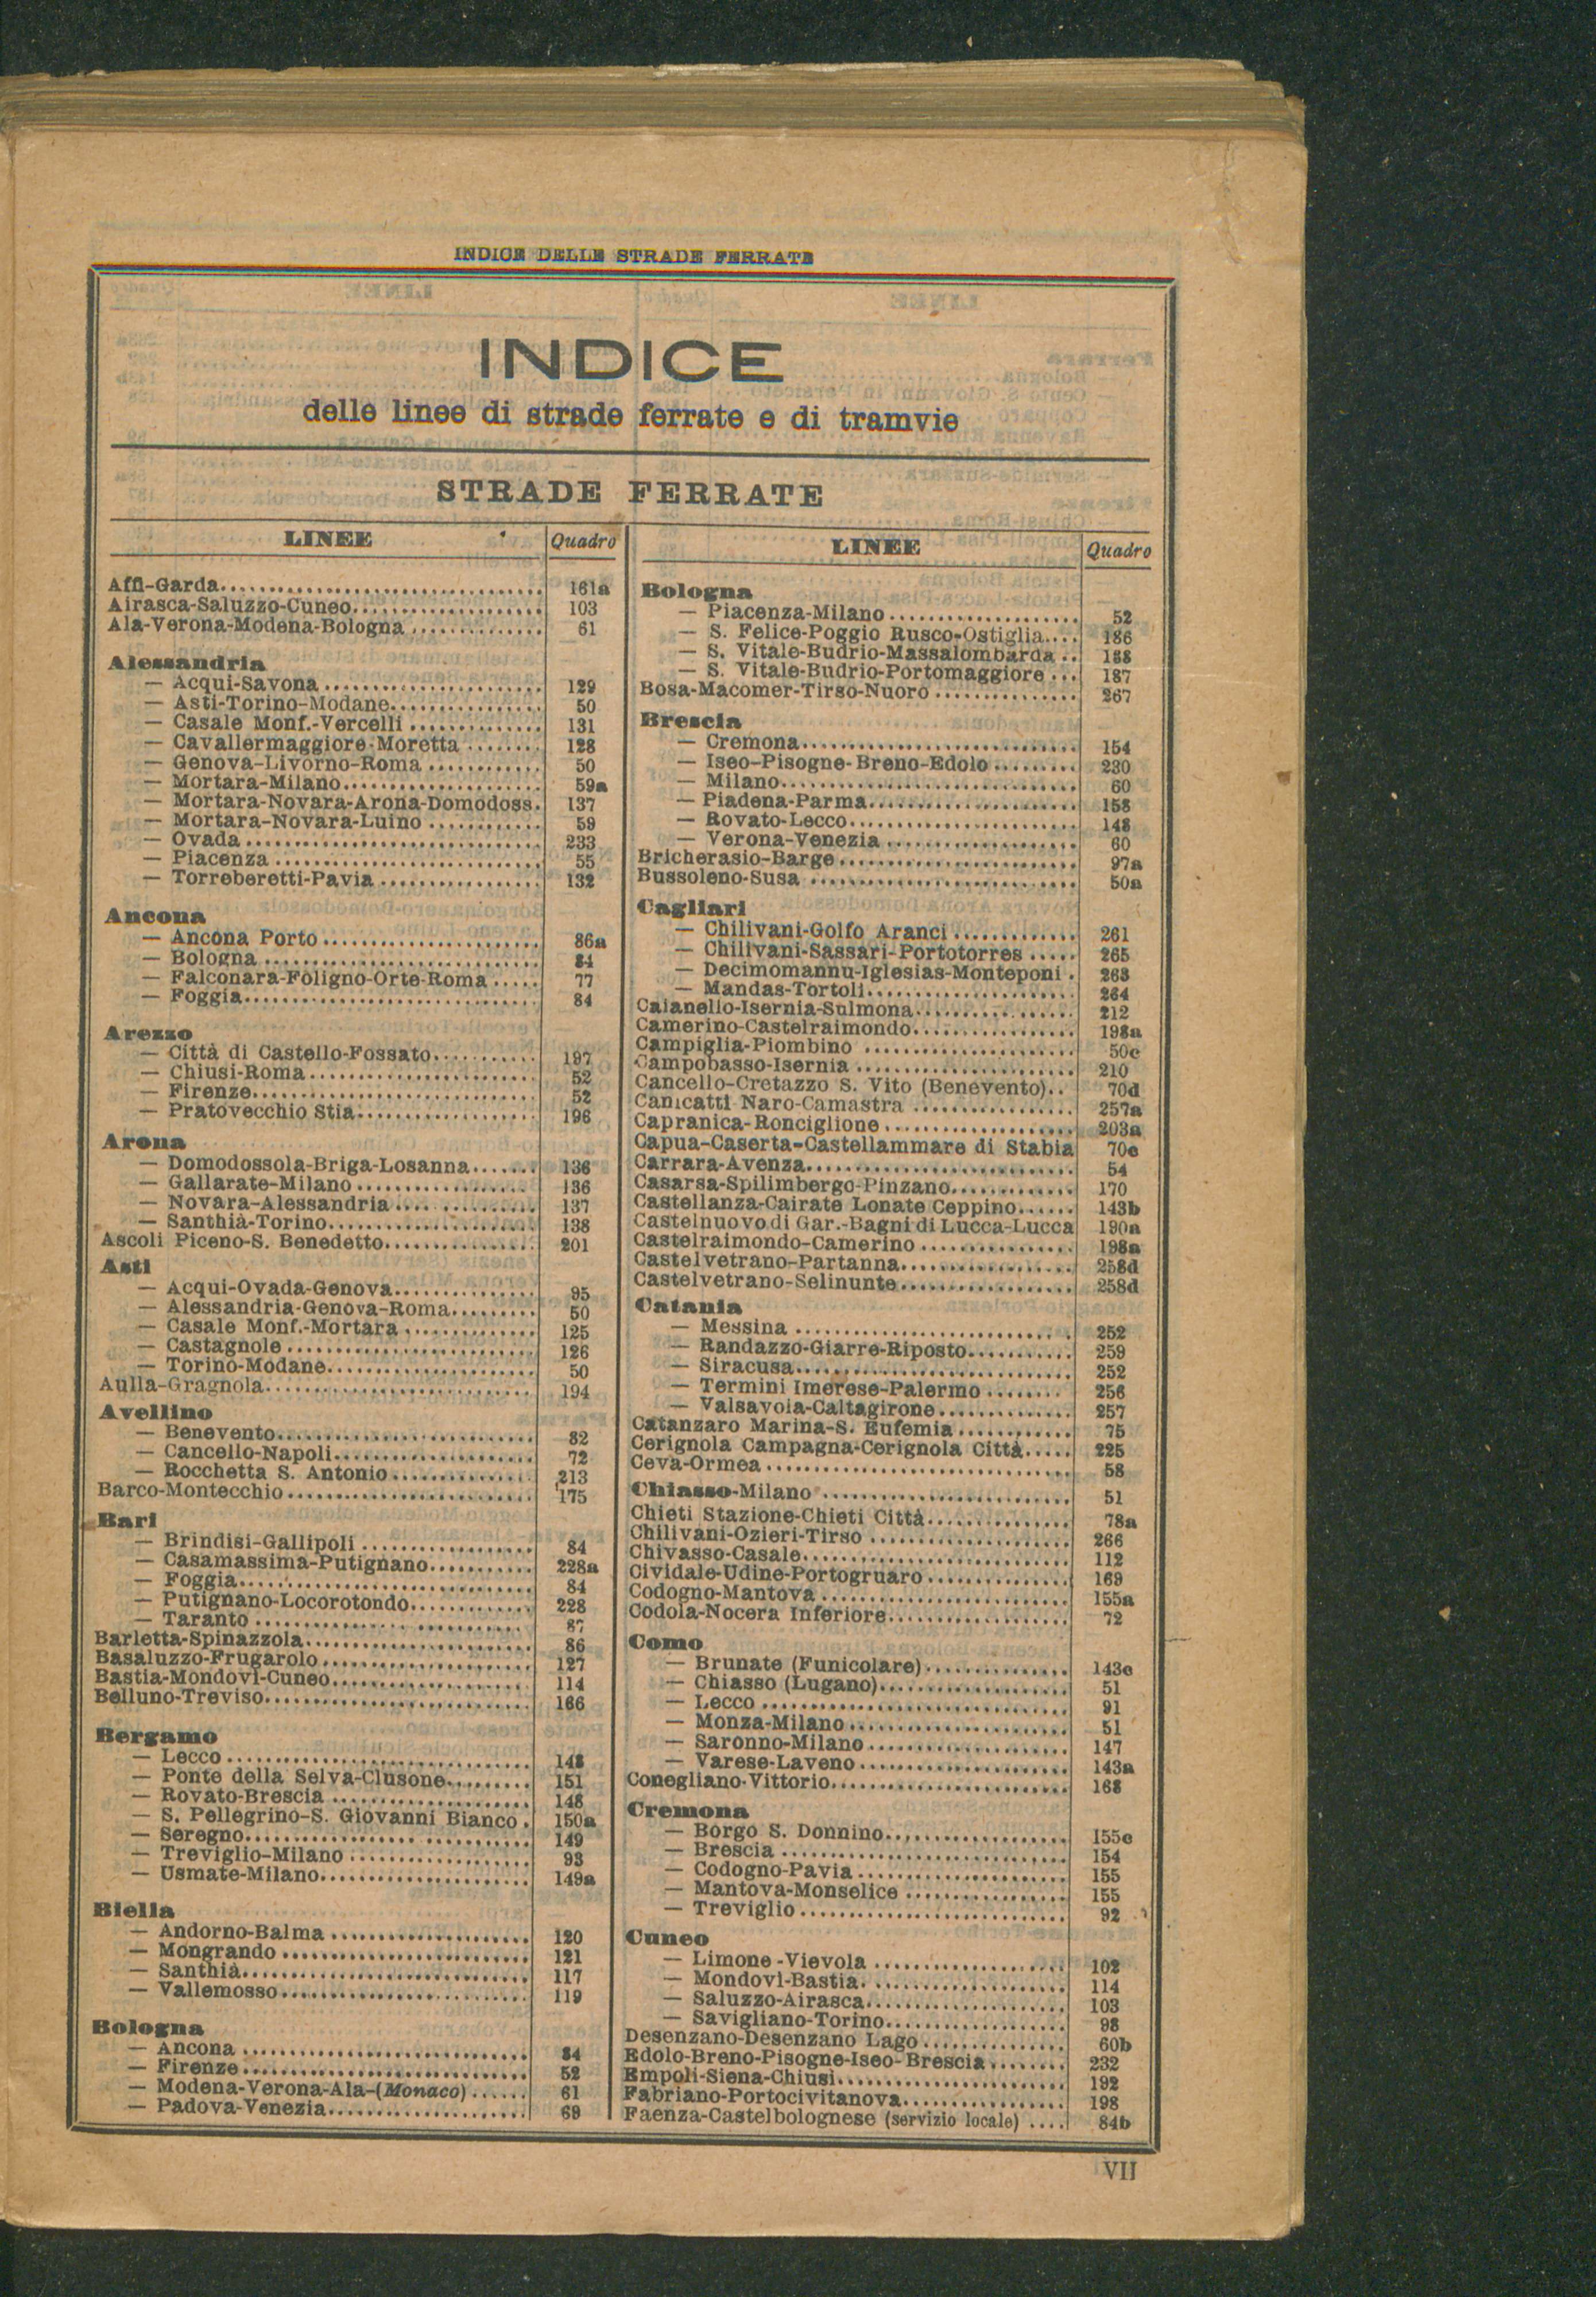 INDICE DELLE STRADE FERRATE
INDICE
delle linee di strade ferrate e di tramvie
STRADE FERRATE
LINEE Quadro
Affi-Garda 161a
Airasca-Saluzzo-Cuneo 103
Ala-Verona-Modena-Bologna 61
Alessandria
— Acqui-Savona 129
— Asti-Torino-Modane 50
— Casale Monf.-Vercelli 131
— Cavallermaggiore-Moretta 128
— Genova-Livorno-Roma 50
— Mortara-Milano 59a
— Mortara-Novara-Arona-Domodoss. 137
— Mortara-Novara-Luino 59
— Ovada 233
— Piacenza 55
— Torreberetti-Pavia 132
Ancona
— Ancona Porto 86a
— Bologna 84
— Falconara-Foligno-Orte-Roma 77
— Foggia 84
Arezzo
— Città di Castello-Fossato 197
— Chiusi-Roma 52
— Firenze 52
— Pratovecchio Stia 196
Arona
— Domodossola-Briga-Losanna 136
— Gallarate-Milano 136
— Novara-Alessandria 137
— Santhià-Torino 138
Ascoli Piceno-S. Benedetto 201
Asti
— Acqui-Ovada-Genova 95
— Alessandria-Genova-Roma 50
— Casale Monf.-Mortara 125
— Castagnole 126
— Torino-Modane 50
Aulla-Gragnola 194
Avellino
— Benevento 82
— Cancello-Napoli 72
— Rocchetta S. Antonio 213
Barco-Montecchio 175
Bari
— Brindisi-Gallipoli 84
— Casamassima-Putignano 228a
— Foggia 84
— Putignano-Locorotondo 228
— Taranto 87
Barletta-Spinazzola 86
Basaluzzo-Frugarolo 127
Bastia-Mondovì-Cuneo 114
Belluno-Treviso 166
Bergamo
— Lecco 148
— Ponte della Selva-Clusone 151
— Rovato-Brescia 148
— S. Pellegrino-S. Giovanni Bianco 150a
— Seregno 149
— Treviglio-Milano 93
— Usmate-Milano 149a
Biella
— Andorno-Balma 120
— Mongrando 121
— Santhià 117
— Vallemosso 119
Bologna
— Ancona 84
— Firenze 52
— Modena-Verona-Ala-(Monaco) 61
— Padova-Venezia 69
LINEE Quadro
Bologna
— Piacenza-Milano 52
— S. Felice-Poggio Rusco-Ostiglia 186
— S. Vitale-Budrio-Massalombarda 188
— S. Vitale-Budrio-Portomaggiore 187
Bosa-Macomer-Tirso-Nuoro 267
Brescia
— Cremona 154
— Iseo-Pisogne-Breno-Edolo 230
— Milano 60
— Piadena-Parma 158
— Rovato-Lecco 148
— Verona-Venezia 60
Bricherasio-Barge 97a
Bussoleno-Susa 50a
Cagliari
— Chilivani-Golfo Aranci 261
— Chilivani-Sassari-Portotorres 265
— Decimomannu-Iglesias-Monteponi 263
— Mandas-Tortoli 264
Caianello-Isernia-Sulmona 212
Camerino-Castelraimondo 198a
Campiglia-Piombino 50c
Campobasso-Isernia 210
Cancello-Cretazzo S. Vito (Benevento) 70d
Canicatti Naro-Camastra 257a
Capranica-Ronciglione 203a
Capua-Caserta-Castellammare di Stabia 70c
Carrara-Avenza 54
Casarsa-Spilimbergo-Pinzano 170
Castellanza-Cairate Lonate Ceppino 143b
Castelnuovo di Gar.-Bagni di Lucca-Lucca 190a
Castelraimondo-Camerino 198a
Castelvetrano-Partanna 258d
Castelvetrano-Selinunte 258d
Catania
— Messina 252
— Randazzo-Giarre-Riposto 259
— Siracusa 252
— Termini Imerese-Palermo 256
— Valsavoia-Caltagirone 257
Catanzaro Marina-S. Eufemia 75
Cerignola Campagna-Cerignola Città 225
Ceva-Ormea 58
Chiasso-Milano 51
Chieti Stazione-Chieti Città 78a
Chilivani-Ozieri-Tirso 266
Chivasso-Casale 112
Cividale-Udine-Portogruaro 169
Codogno-Mantova 155a
Codola-Nocera Inferiore 72
Como
— Brunate (Funicolare) 143c
— Chiasso (Lugano) 51
— Lecco 91
— Monza-Milano 51
— Saronno-Milano 147
— Varese-Laveno 143a
Conegliano-Vittorio 168
Cremona
— Borgo S. Donnino 155c
— Brescia 154
— Codogno-Pavia 155
— Mantova-Monselice 155
— Treviglio 92
Cuneo
— Limone-Vievola 102
— Mondovì-Bastia 114
— Saluzzo-Airasca 103
— Savigliano-Torino 98
Desenzano-Desenzano Lago 60b
Edolo-Breno-Pisogne-Iseo-Brescia 232
Empoli-Siena-Chiusi 192
Fabriano-Portocivitanova 198
Faenza-Castelbolognese (servizio locale) 84b
VII